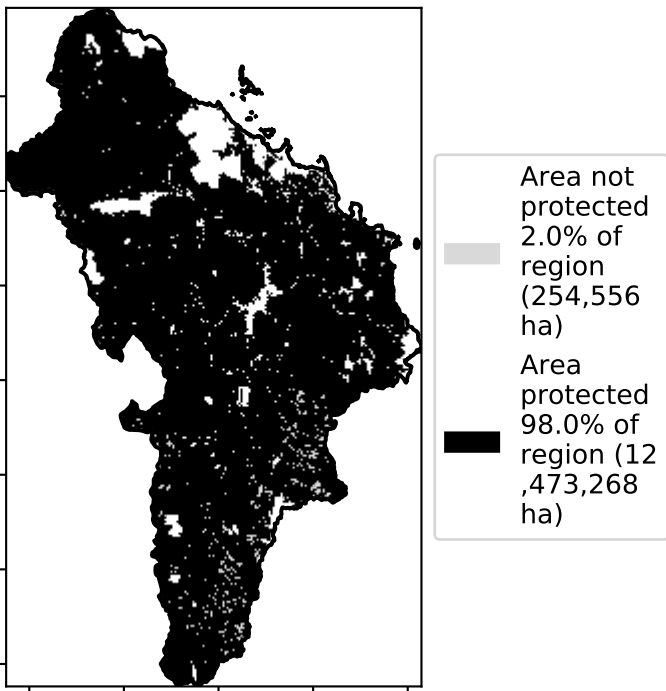 Area not
protected
2.0% of
region
(254,556
ha)
Area
protected
98.0% of
region (12
,473,268
ha)